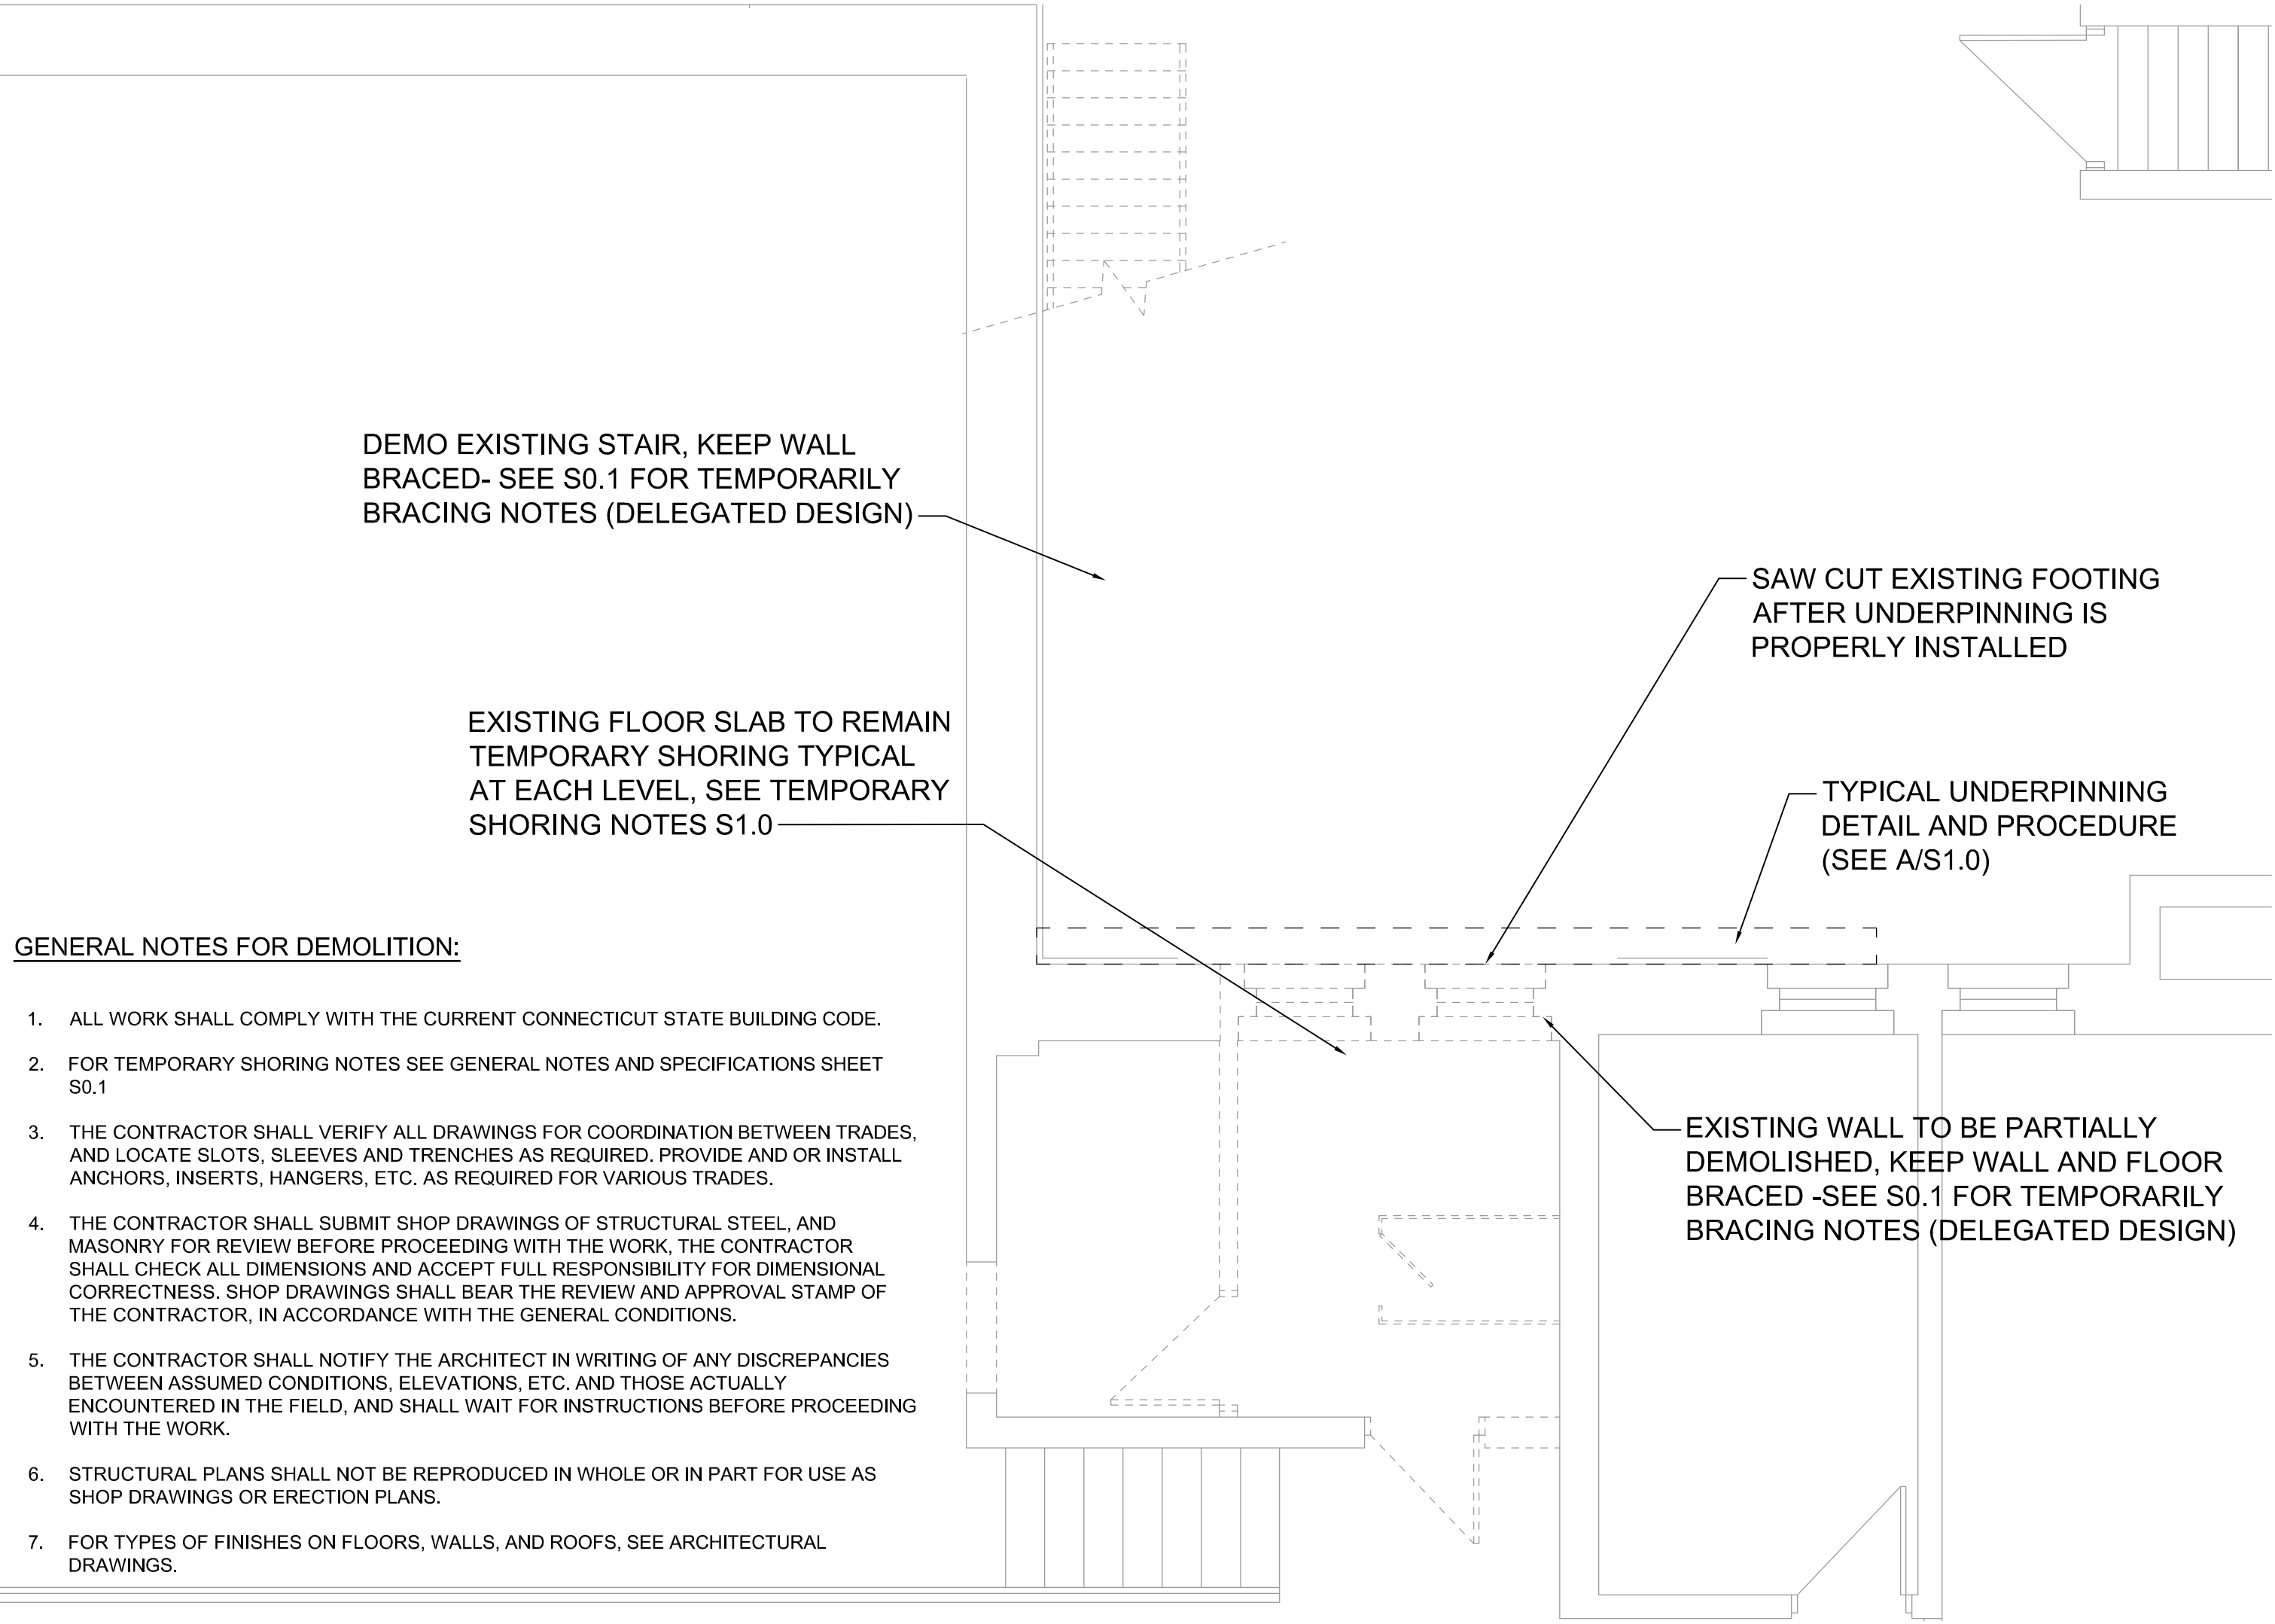 DEMO EXISTING STAIR, KEEP WALL
BRACED- SEE S0.1 FOR TEMPORARILY
BRACING NOTES (DELEGATED DESIGN)
SAW CUT EXISTING FOOTING
AFTER UNDERPINNING IS
PROPERLY INSTALLED
EXISTING FLOOR SLAB TO REMAIN
TEMPORARY SHORING TYPICAL
AT EACH LEVEL, SEE TEMPORARY
SHORING NOTES S1.0
TYPICAL UNDERPINNING
DETAIL AND PROCEDURE
(SEE A/S1.0)
EXISTING WALL TO BE PARTIALLY
DEMOLISHED, KEEP WALL AND FLOOR
BRACED -SEE S0.1 FOR TEMPORARILY
BRACING NOTES (DELEGATED DESIGN)
GENERAL NOTES FOR DEMOLITION:
1. ALL WORK SHALL COMPLY WITH THE CURRENT CONNECTICUT STATE BUILDING CODE.
2. FOR TEMPORARY SHORING NOTES SEE GENERAL NOTES AND SPECIFICATIONS SHEET
S0.1
3. THE CONTRACTOR SHALL VERIFY ALL DRAWINGS FOR COORDINATION BETWEEN TRADES,
AND LOCATE SLOTS, SLEEVES AND TRENCHES AS REQUIRED. PROVIDE AND OR INSTALL
ANCHORS, INSERTS, HANGERS, ETC. AS REQUIRED FOR VARIOUS TRADES.
4. THE CONTRACTOR SHALL SUBMIT SHOP DRAWINGS OF STRUCTURAL STEEL, AND
MASONRY FOR REVIEW BEFORE PROCEEDING WITH THE WORK, THE CONTRACTOR
SHALL CHECK ALL DIMENSIONS AND ACCEPT FULL RESPONSIBILITY FOR DIMENSIONAL
CORRECTNESS. SHOP DRAWINGS SHALL BEAR THE REVIEW AND APPROVAL STAMP OF
THE CONTRACTOR, IN ACCORDANCE WITH THE GENERAL CONDITIONS.
5. THE CONTRACTOR SHALL NOTIFY THE ARCHITECT IN WRITING OF ANY DISCREPANCIES
BETWEEN ASSUMED CONDITIONS, ELEVATIONS, ETC. AND THOSE ACTUALLY
ENCOUNTERED IN THE FIELD, AND SHALL WAIT FOR INSTRUCTIONS BEFORE PROCEEDING
WITH THE WORK.
6. STRUCTURAL PLANS SHALL NOT BE REPRODUCED IN WHOLE OR IN PART FOR USE AS
SHOP DRAWINGS OR ERECTION PLANS.
7. FOR TYPES OF FINISHES ON FLOORS, WALLS, AND ROOFS, SEE ARCHITECTURAL
DRAWINGS.